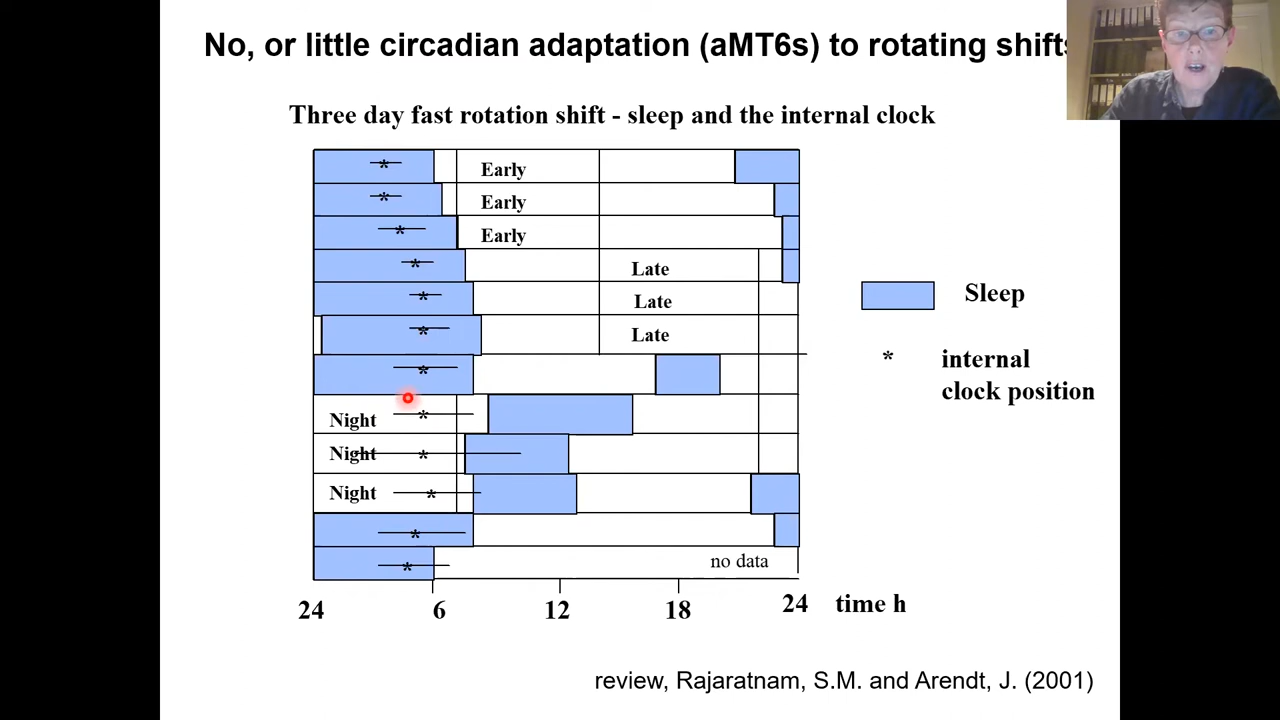 No, or little circadian adaptation (aMT6s) to rotating shifts
Three day fast rotation shift - sleep and the internal clock
Early
Early
Early
Late
Late
Late
Night
Night
Night
no data
24 6 12 18 24 time h
Sleep
* internal
clock position
review, Rajaratnam, S.M. and Arendt, J. (2001)